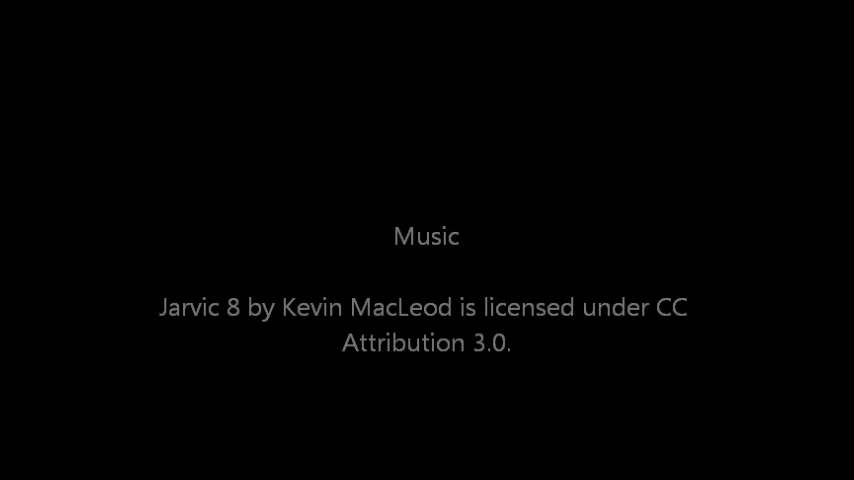 Music
Jarvic 8 by Kevin MacLeod is licensed under CC
Attribution 3.0.